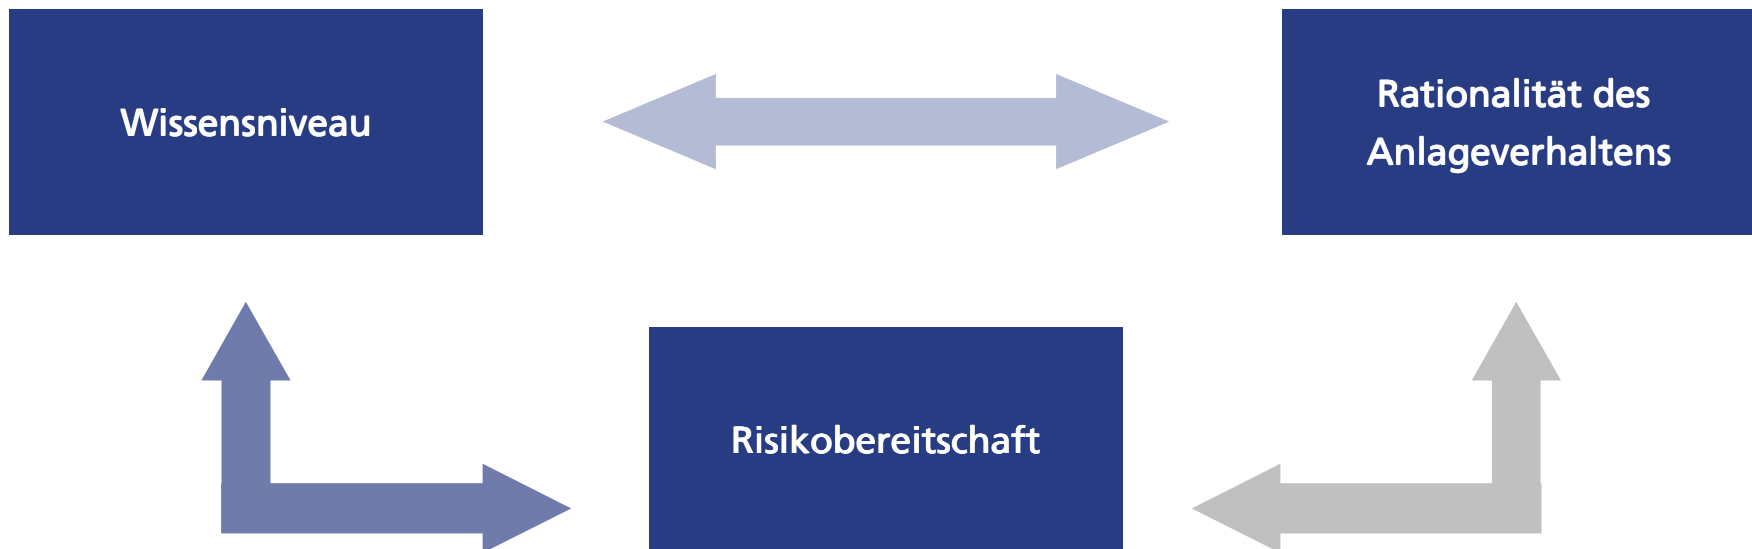 Wissensniveau
Rationalität des
Anlageverhaltens
Risikobereitschaft